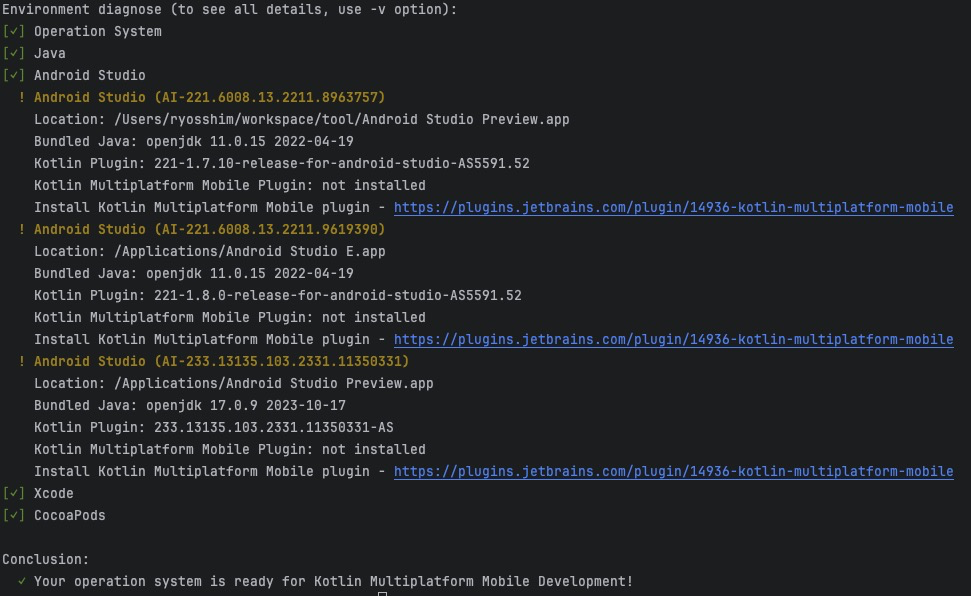 Environment diagnose (to see all details, use -v option):
[✓] Operation System
[✓] Java
[✓] Android Studio
! Android Studio (AI-221.6008.13.2211.8963757)
Location: /Users/ryosshim/workspace/tool/Android Studio Preview.app
Bundled Java: openjdk 11.0.15 2022-04-19
Kotlin Plugin: 221-1.7.10-release-for-android-studio-AS5591.52
Kotlin Multiplatform Mobile Plugin: not installed
Install Kotlin Multiplatform Mobile plugin - https://plugins.jetbrains.com/plugin/14936-kotlin-multiplatform-mobile
! Android Studio (AI-221.6008.13.2211.9619390)
Location: /Applications/Android Studio E.app
Bundled Java: openjdk 11.0.15 2022-04-19
Kotlin Plugin: 221-1.8.0-release-for-android-studio-AS5591.52
Kotlin Multiplatform Mobile Plugin: not installed
Install Kotlin Multiplatform Mobile plugin - https://plugins.jetbrains.com/plugin/14936-kotlin-multiplatform-mobile
! Android Studio (AI-233.13135.103.2331.11350331)
Location: /Applications/Android Studio Preview.app
Bundled Java: openjdk 17.0.9 2023-10-17
Kotlin Plugin: 233.13135.103.2331.11350331-AS
Kotlin Multiplatform Mobile Plugin: not installed
Install Kotlin Multiplatform Mobile plugin - https://plugins.jetbrains.com/plugin/14936-kotlin-multiplatform-mobile
[✓] Xcode
[✓] CocoaPods
Conclusion:
✓ Your operation system is ready for Kotlin Multiplatform Mobile Development!